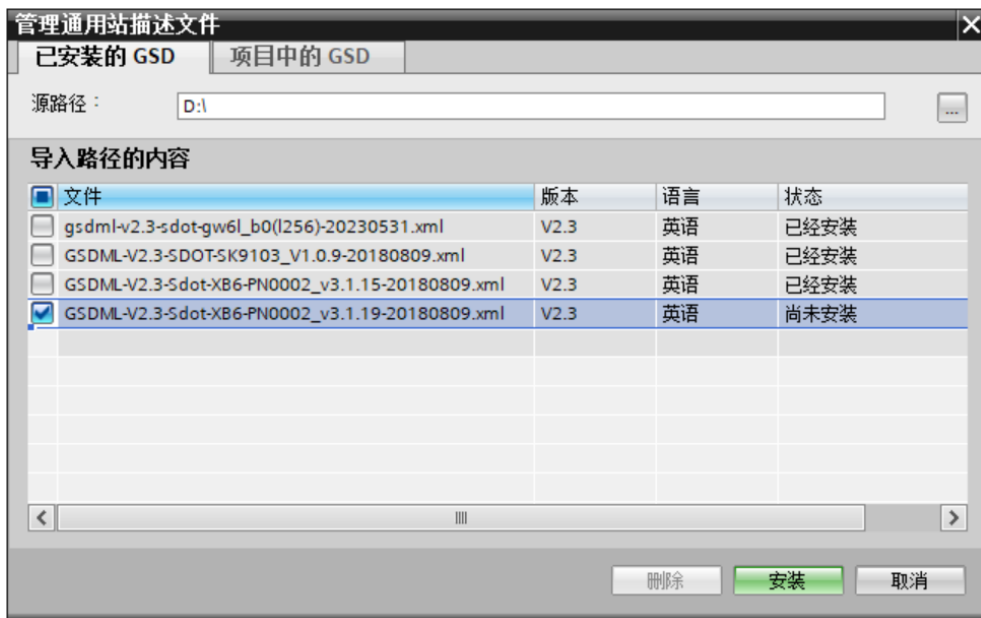 管理通用站描述文件
已安装的 GSD 项目中的 GSD
源路径： D:\ ...
导入路径的内容
文件 版本 语言 状态
gsdml-v2.3-sdot-gw6l_b0(l256)-20230531.xml V2.3 英语 已经安装
GSDML-V2.3-SDOT-SK9103_V1.0.9-20180809.xml V2.3 英语 已经安装
GSDML-V2.3-Sdot-XB6-PN0002_v3.1.15-20180809.xml V2.3 英语 已经安装
GSDML-V2.3-Sdot-XB6-PN0002_v3.1.19-20180809.xml V2.3 英语 尚未安装
删除 安装 取消